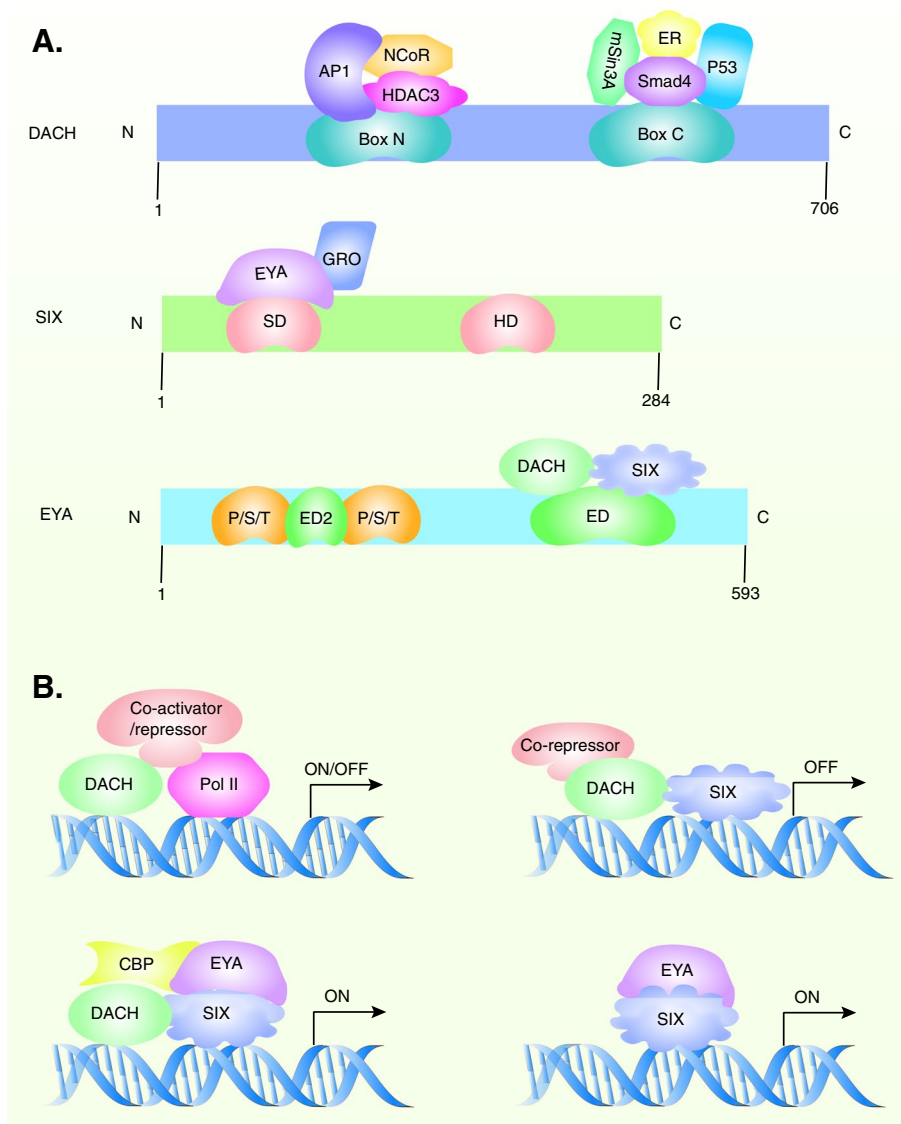 A.
AP1
NCoR
HDAC3
mSin3A
ER
Smad4
P53
DACH
N
Box N
Box C
C
1
706
EYA
GRO
SIX
N
SD
HD
C
1
284
DACH
SIX
EYA
N
P/S/T
ED2
P/S/T
ED
C
1
593
B.
Co-activator
/repressor
DACH
Pol II
ON/OFF
Co-repressor
DACH
SIX
OFF
CBP
EYA
DACH
SIX
ON
EYA
SIX
ON